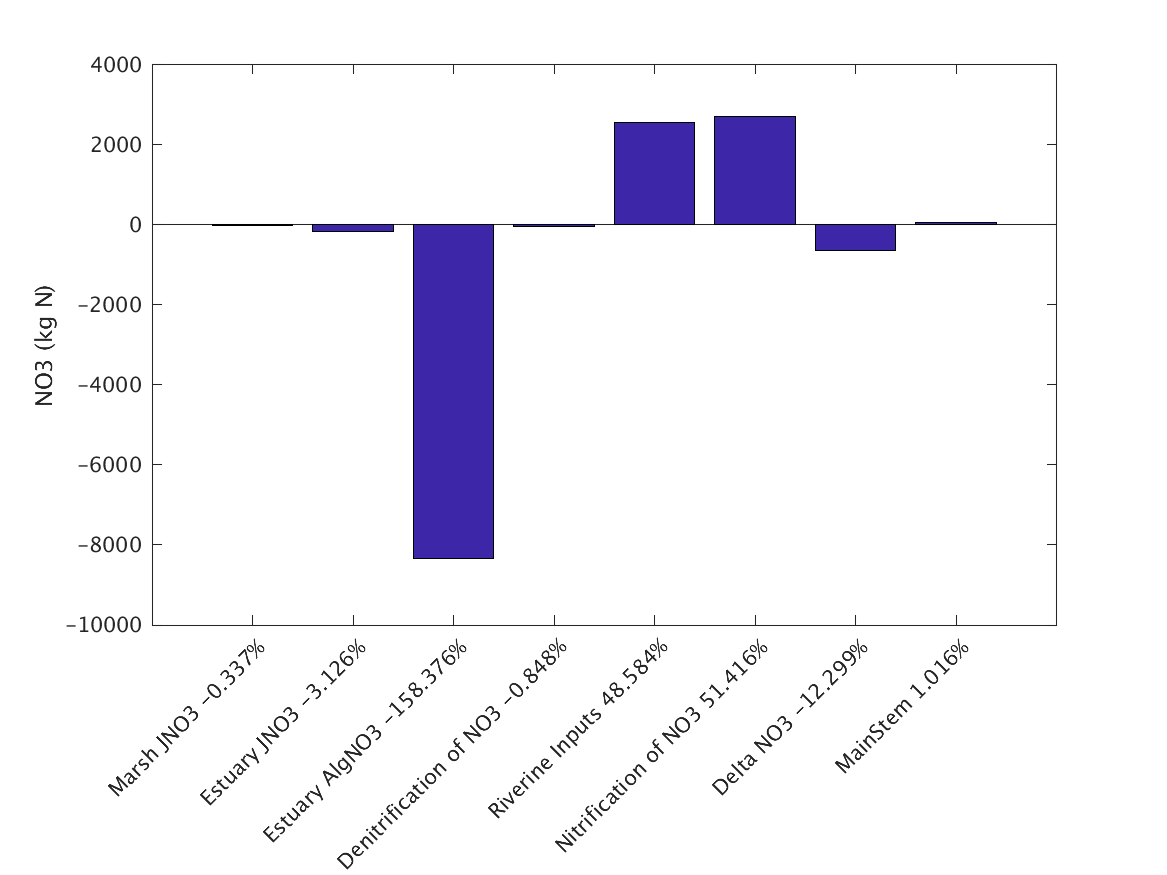 4000
2000
0
–2000
–4000
–6000
–8000
–10000
NO3 (kg N)
Marsh JNO3 –0.337%
Estuary JNO3 –3.126%
Estuary AlgNO3 –158.376%
Denitrification of NO3 –0.848%
Riverine Inputs 48.584%
Nitrification of NO3 51.416%
Delta NO3 –12.299%
MainStem 1.016%